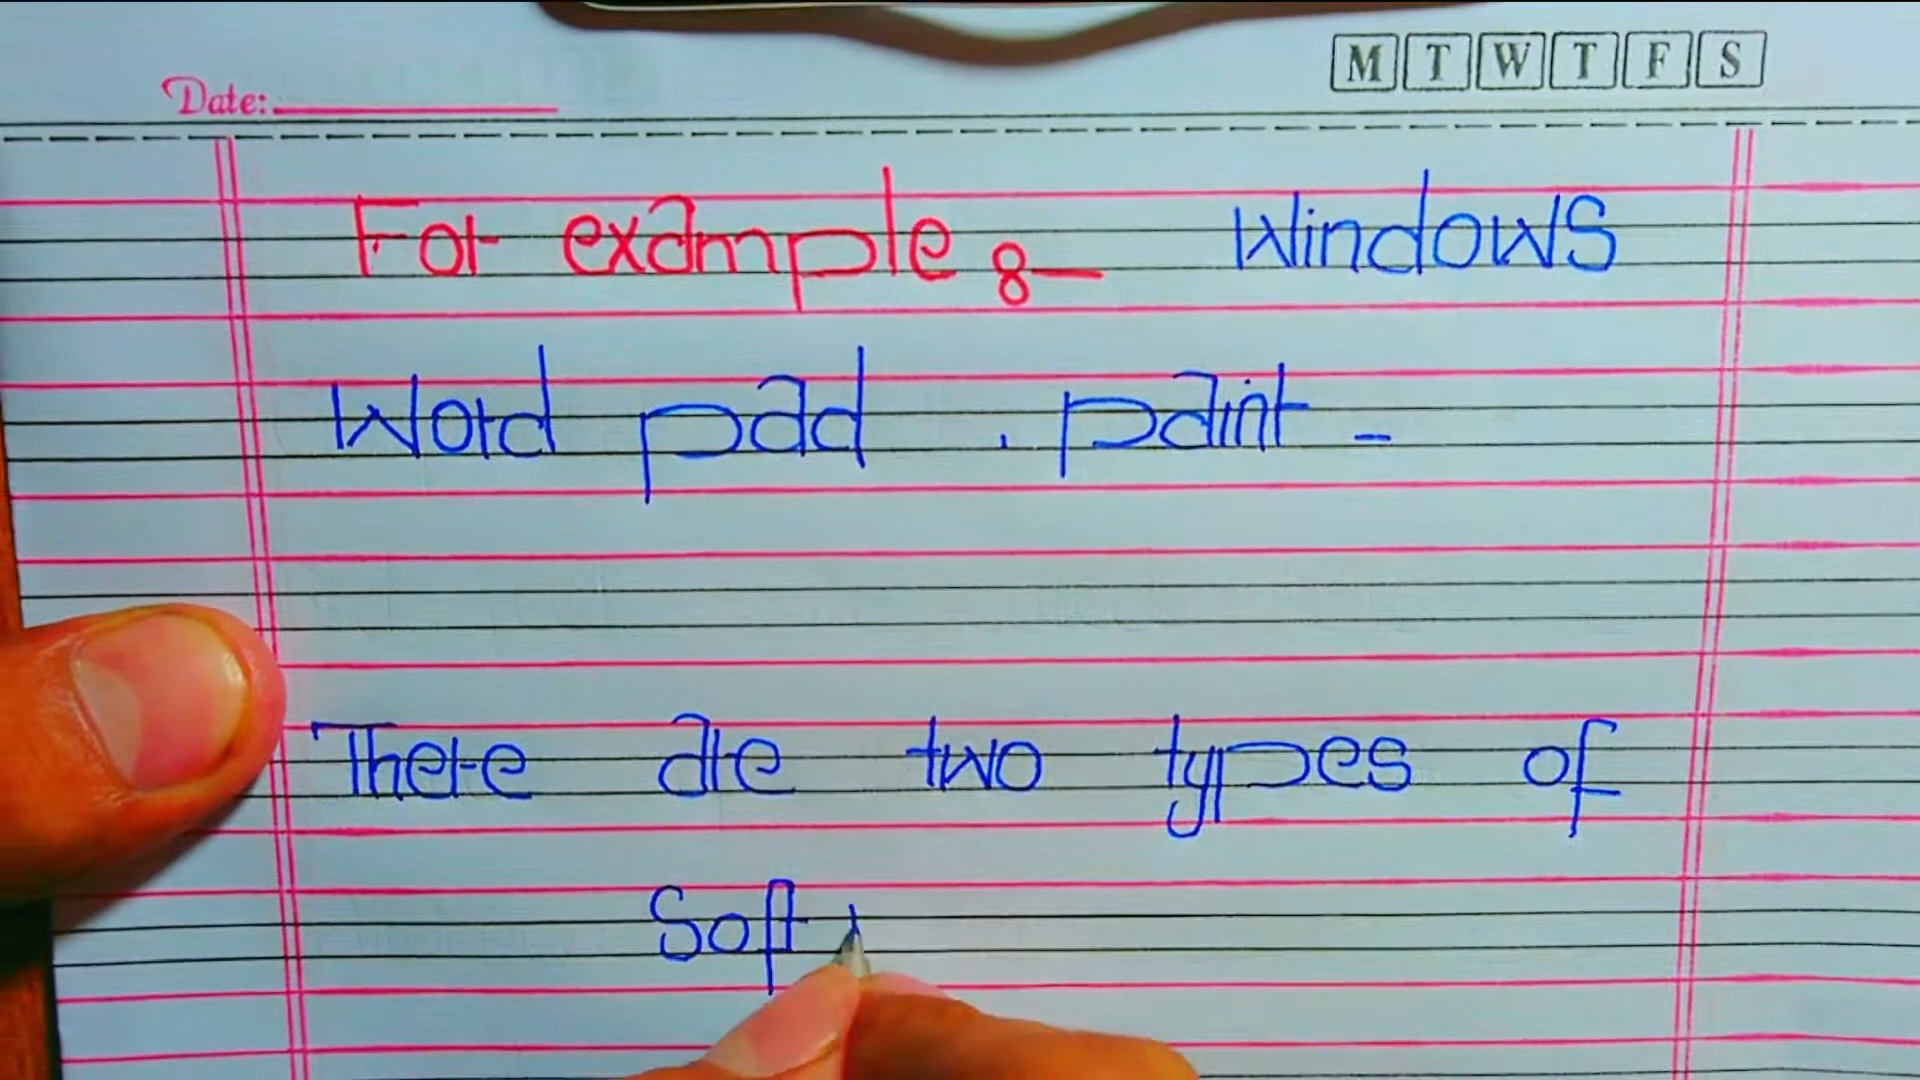 M T W T F S
Date:
For example :- Windows
Word pad , paint -
There are two types of
Soft